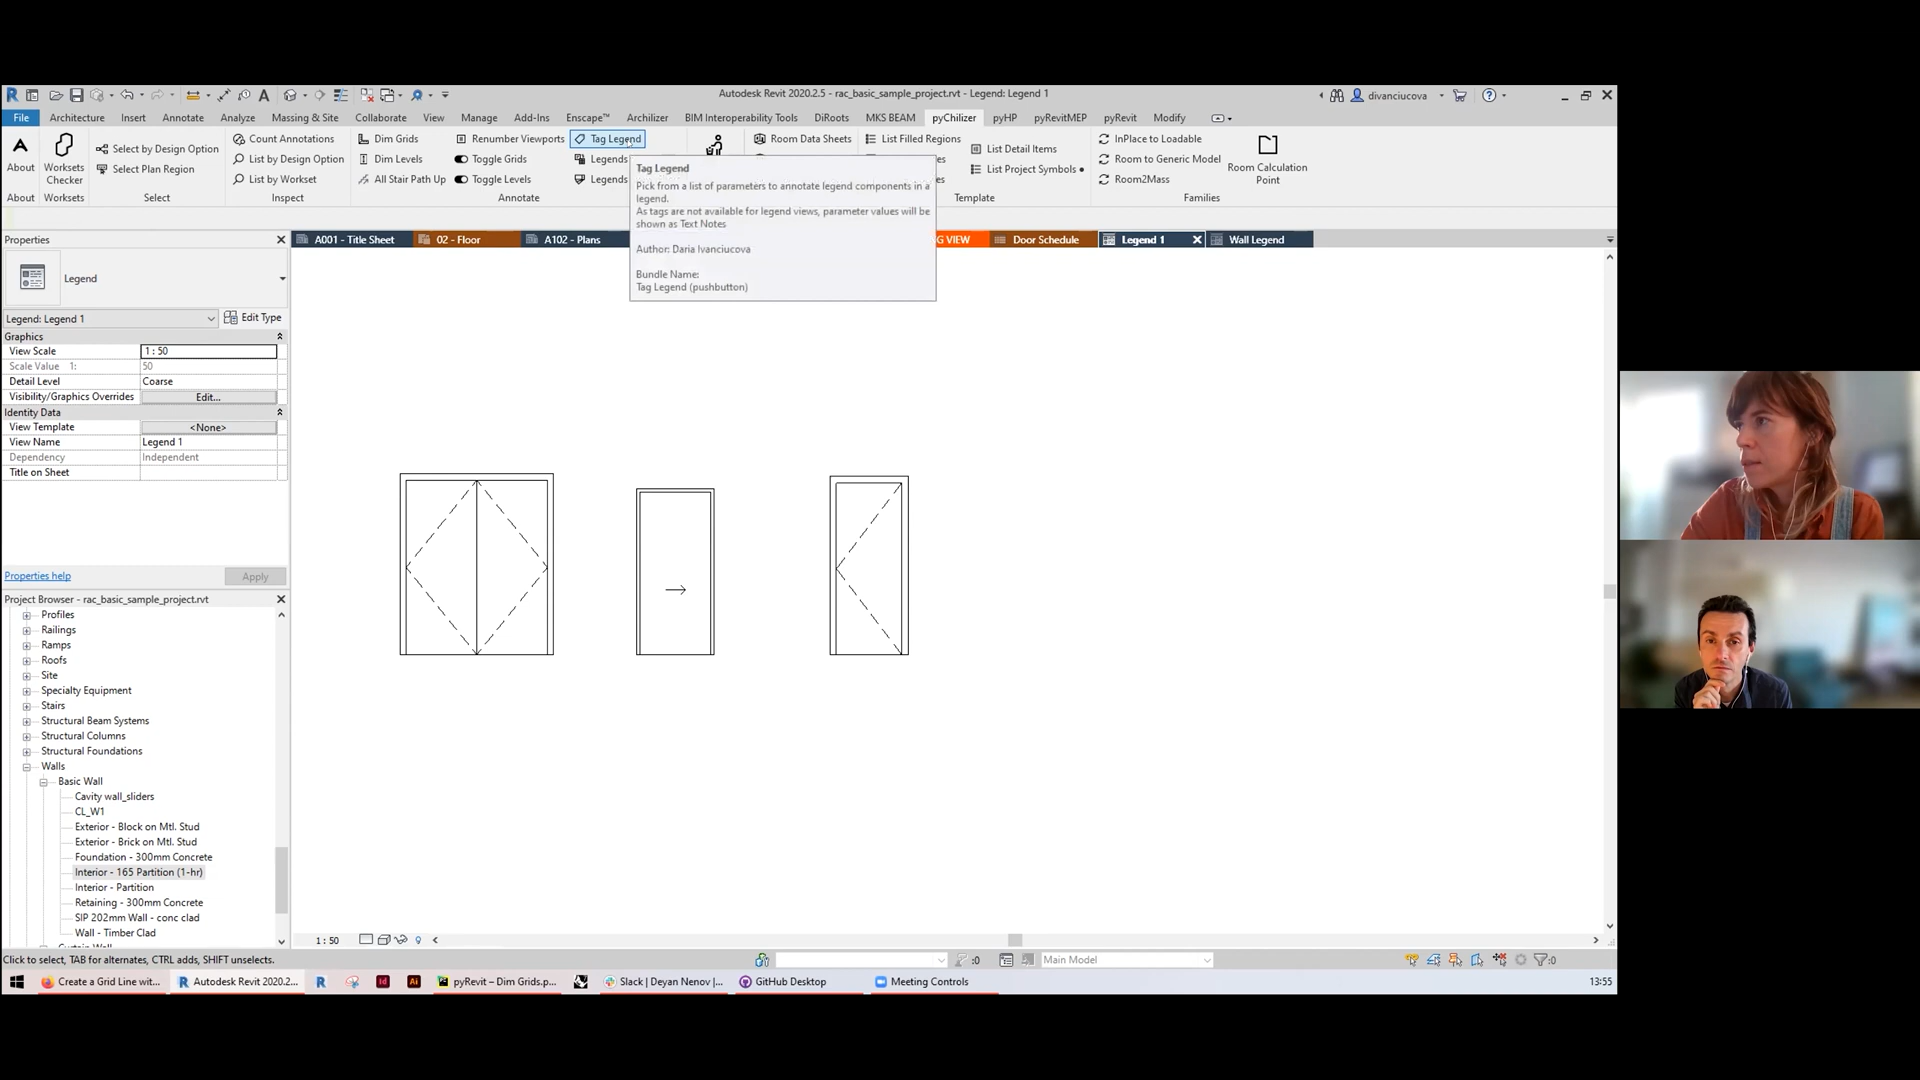 Autodesk Revit 2020.2.5 - rac_basic_sample_project.rvt - Legend: Legend 1
divanciucova
File Architecture Insert Annotate Analyze Massing & Site Collaborate View Manage Add-Ins Enscape™ Archilizer BIM Interoperability Tools DiRoots MKS BEAM pyChilizer pyHP pyRevitMEP pyRevit Modify
About
About
Worksets Checker
Worksets
Select by Design Option
Select Plan Region
Select
Count Annotations
List by Design Option
List by Workset
Inspect
Dim Grids
Dim Levels
All Stair Path Up
Renumber Viewports
Toggle Grids
Toggle Levels
Tag Legend
Legends
Legends
Annotate
Room Data Sheets
List Filled Regions
List Detail Items
List Project Symbols
Template
InPlace to Loadable
Room to Generic Model
Room2Mass
Room Calculation Point
Families
Tag Legend
Pick from a list of parameters to annotate legend components in a
legend.
As tags are not available for legend views, parameter values will be
shown as Text Notes
Author: Daria Ivanciucova
Bundle Name:
Tag Legend (pushbutton)
A001 - Title Sheet
02 - Floor
A102 - Plans
G VIEW
Door Schedule
Legend 1
Wall Legend
Properties
Legend
Legend: Legend 1
Edit Type
Graphics
View Scale 1 : 50
Scale Value 1: 50
Detail Level Coarse
Visibility/Graphics Overrides Edit...
Identity Data
View Template <None>
View Name Legend 1
Dependency Independent
Title on Sheet
Properties help
Apply
Project Browser - rac_basic_sample_project.rvt
Profiles
Railings
Ramps
Roofs
Site
Specialty Equipment
Stairs
Structural Beam Systems
Structural Columns
Structural Foundations
Walls
Basic Wall
Cavity wall_sliders
CL_W1
Exterior - Block on Mtl. Stud
Exterior - Brick on Mtl. Stud
Foundation - 300mm Concrete
Interior - 165 Partition (1-hr)
Interior - Partition
Retaining - 300mm Concrete
SIP 202mm Wall - conc clad
Wall - Timber Clad
1 : 50
Click to select, TAB for alternates, CTRL adds, SHIFT unselects.
:0
Main Model
:0
Create a Grid Line wit...
Autodesk Revit 2020.2...
pyRevit – Dim Grids.p...
Slack | Deyan Nenov |...
GitHub Desktop
Meeting Controls
13:55